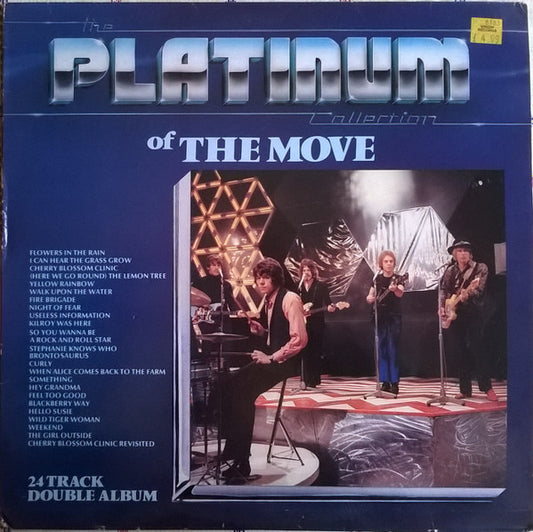 the
PLATINUM
Collection
of THE MOVE
FLOWERS IN THE RAIN
I CAN HEAR THE GRASS GROW
CHERRY BLOSSOM CLINIC
(HERE WE GO ROUND) THE LEMON TREE
YELLOW RAINBOW
WALK UPON THE WATER
FIRE BRIGADE
NIGHT OF FEAR
USELESS INFORMATION
KILROY WAS HERE
SO YOU WANNA BE
A ROCK AND ROLL STAR
STEPHANIE KNOWS WHO
BRONTOSAURUS
CURLY
WHEN ALICE COMES BACK TO THE FARM
SOMETHING
HEY GRANDMA
FEEL TOO GOOD
BLACKBERRY WAY
HELLO SUSIE
WILD TIGER WOMAN
WEEKEND
THE GIRL OUTSIDE
CHERRY BLOSSOM CLINIC REVISITED
24 TRACK
DOUBLE ALBUM